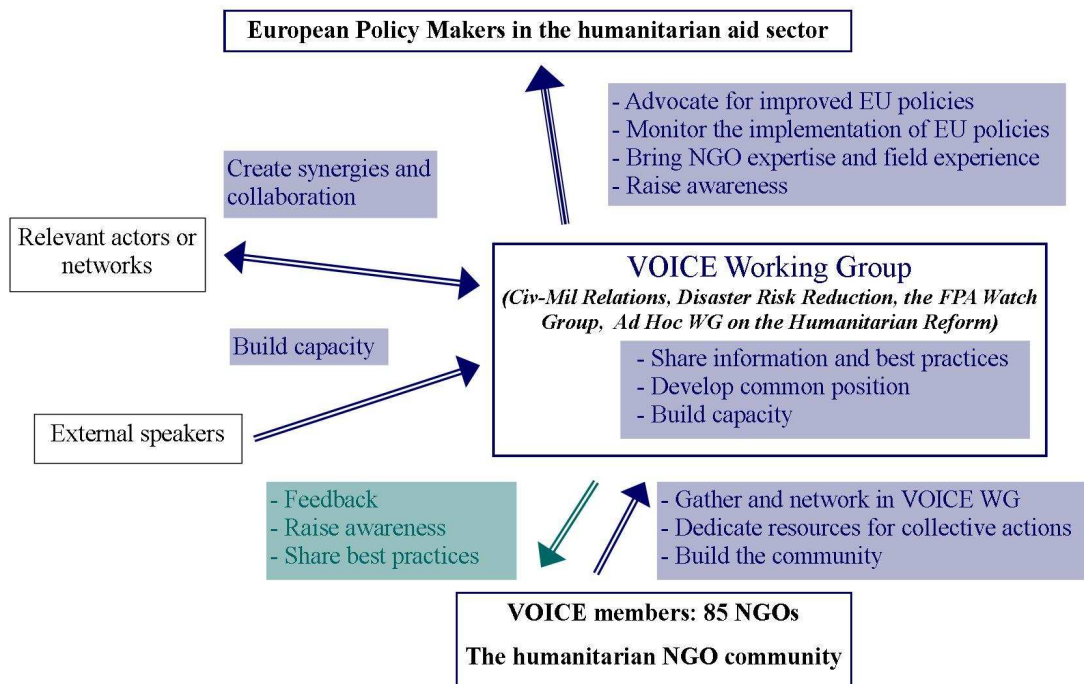 European Policy Makers in the humanitarian aid sector
- Advocate for improved EU policies
- Monitor the implementation of EU policies
- Bring NGO expertise and field experience
- Raise awareness
Create synergies and
collaboration
Relevant actors or
networks
VOICE Working Group
(Civ-Mil Relations, Disaster Risk Reduction, the FPA Watch
Group, Ad Hoc WG on the Humanitarian Reform)
- Share information and best practices
- Develop common position
- Build capacity
Build capacity
External speakers
- Feedback
- Raise awareness
- Share best practices
- Gather and network in VOICE WG
- Dedicate resources for collective actions
- Build the community
VOICE members: 85 NGOs
The humanitarian NGO community